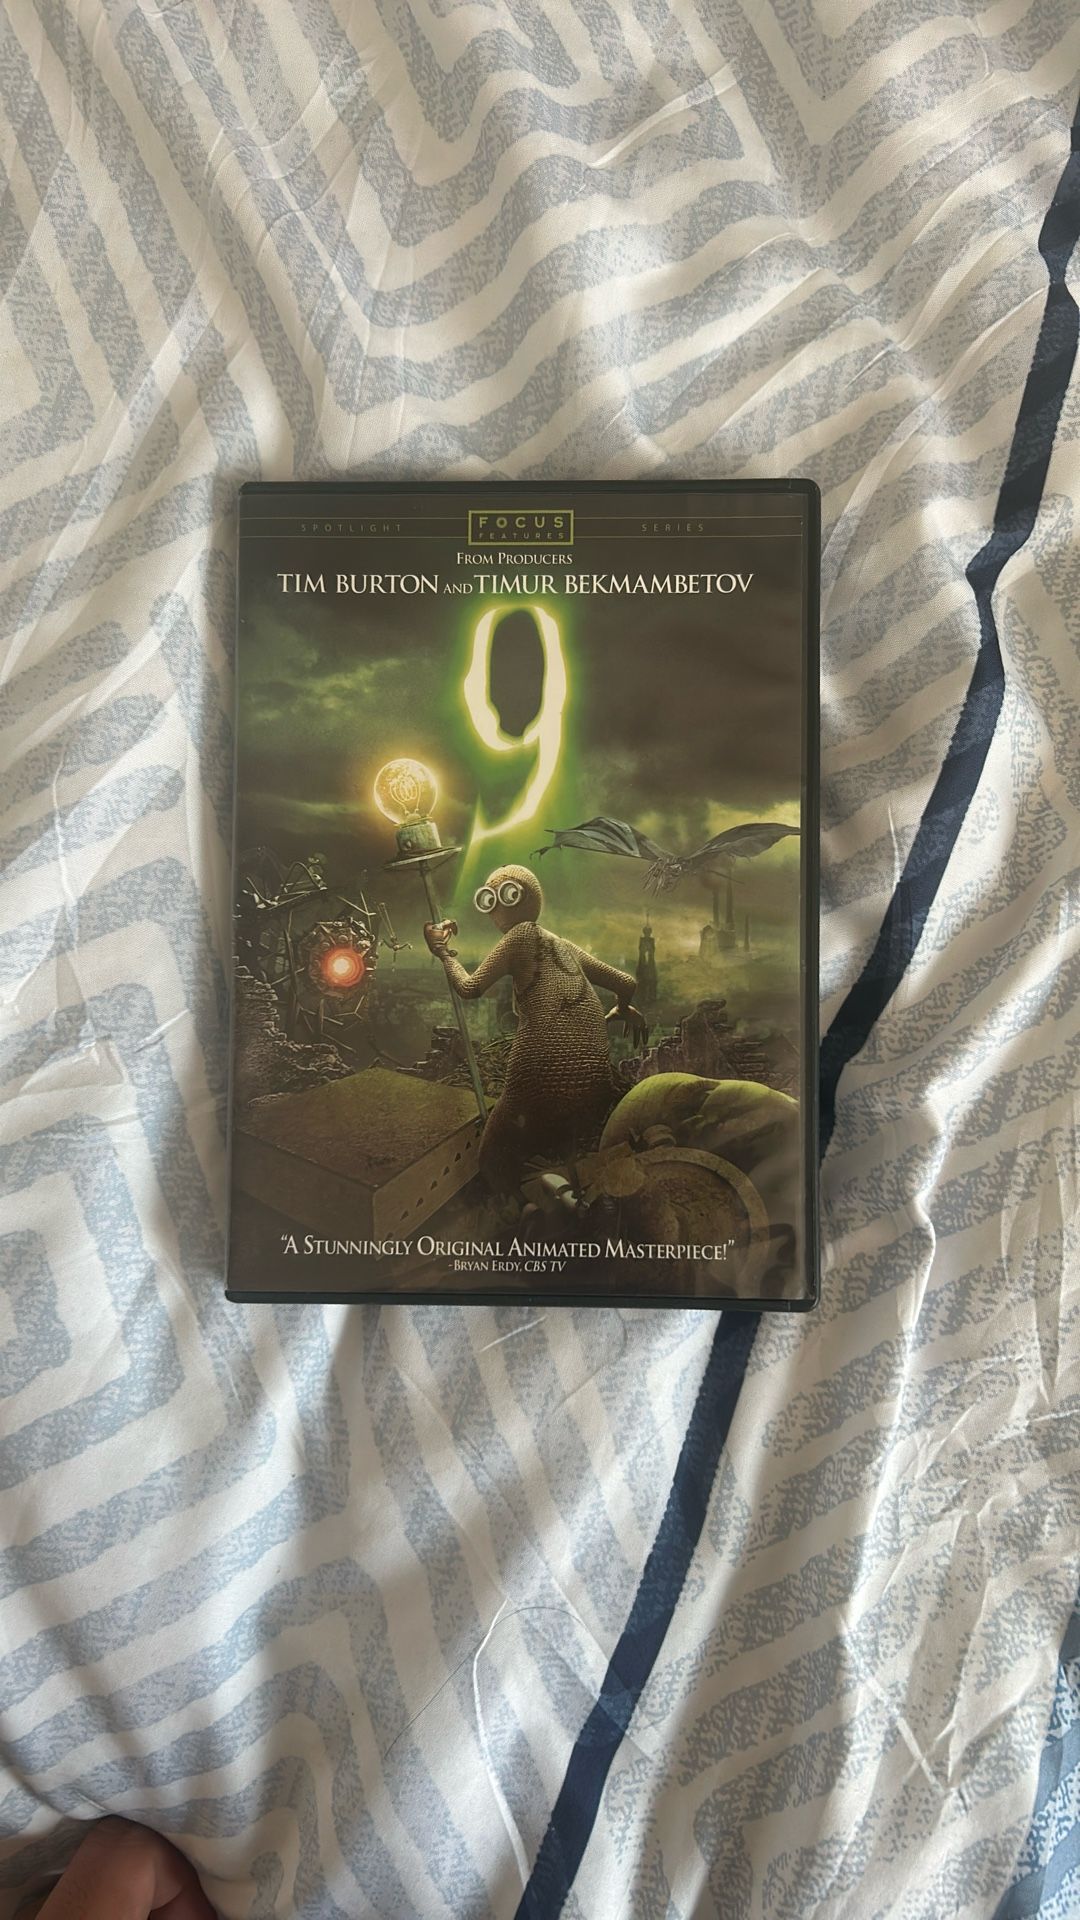 SPOTLIGHT FOCUS FEATURES SERIES
FROM PRODUCERS
TIM BURTON AND TIMUR BEKMAMBETOV
9
"A STUNNINGLY ORIGINAL ANIMATED MASTERPIECE!"
-BRYAN ERDY, CBS TV